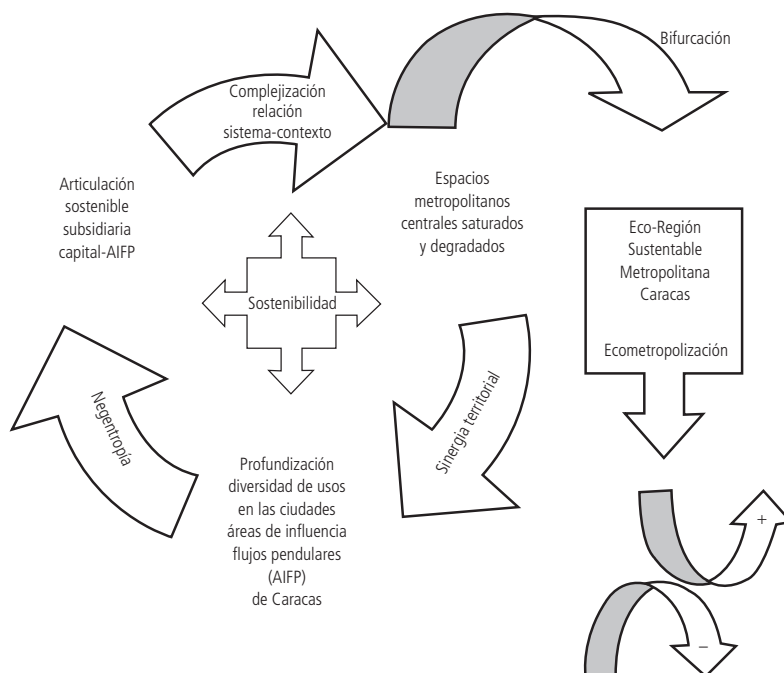 Bifurcación
Complejización
relación
sistema-contexto
Articulación
sostenible
subsidiaria
capital-AIFP
Espacios
metropolitanos
centrales saturados
y degradados
Eco-Región
Sustentable
Metropolitana
Caracas
Ecometropolización
Sostenibilidad
Sinergia territorial
Negentropía
Profundización
diversidad de usos
en las ciudades
áreas de influencia
flujos pendulares
(AIFP)
de Caracas
+
–